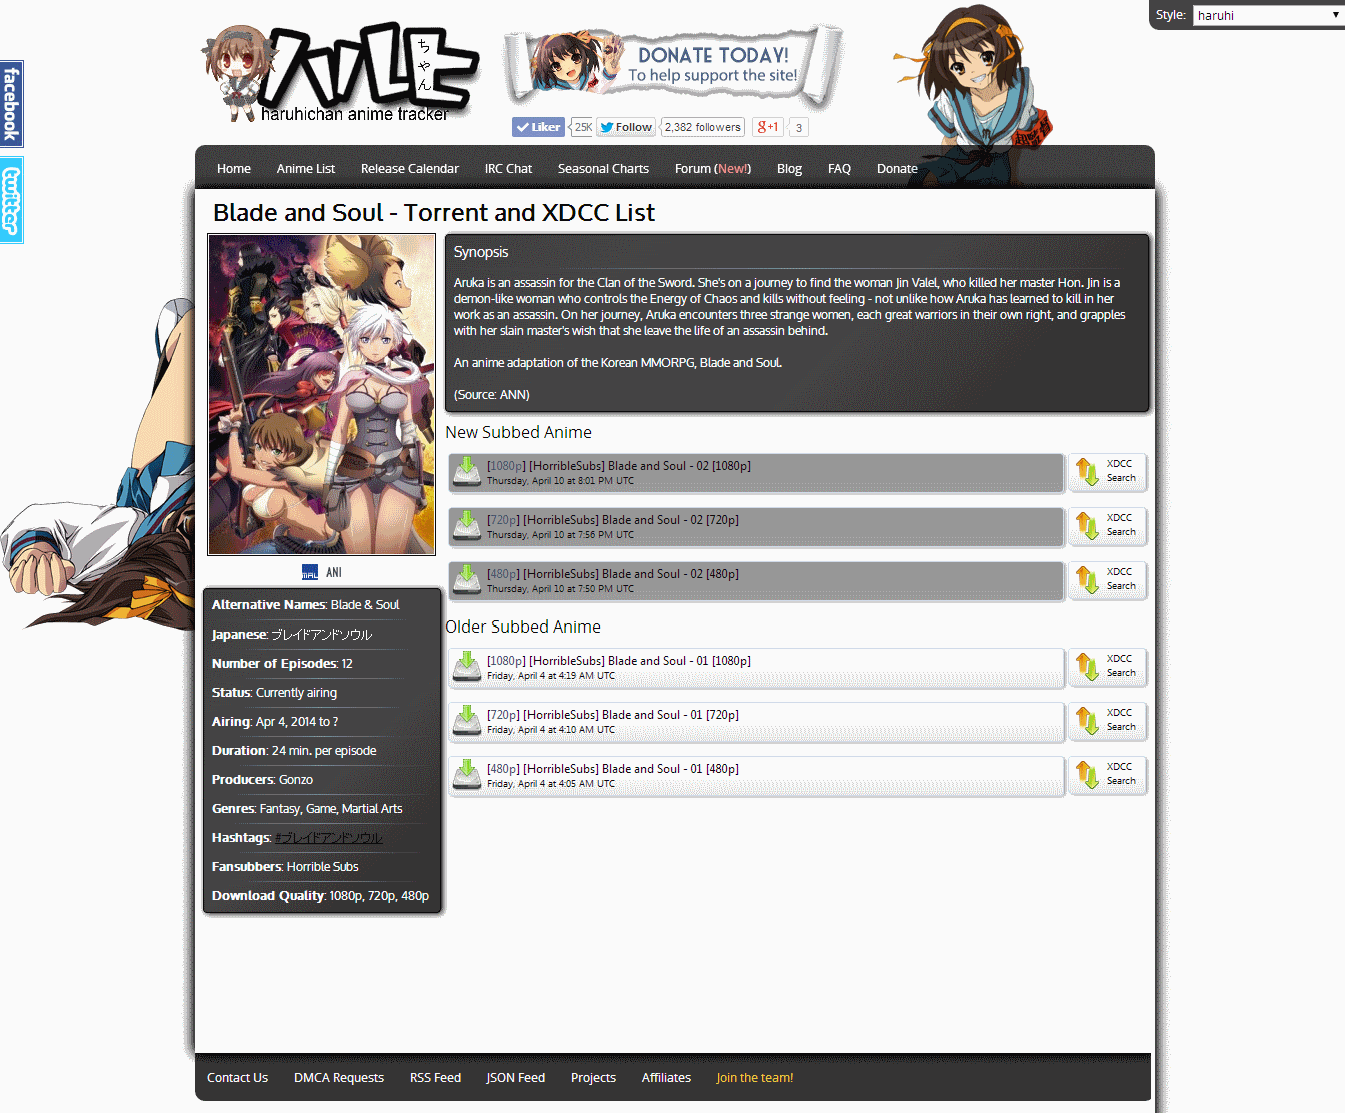 Style: haruhi
facebook
twitter
ハルヒ
ちゃん
haruhichan anime tracker
DONATE TODAY!
To help support the site!
Liker 25K Follow 2,382 followers g+1 3
Home Anime List Release Calendar IRC Chat Seasonal Charts Forum (New!) Blog FAQ Donate
Blade and Soul - Torrent and XDCC List
Synopsis
Aruka is an assassin for the Clan of the Sword. She's on a journey to find the woman Jin Valel, who killed her master Hon. Jin is a
demon-like woman who controls the Energy of Chaos and kills without feeling - not unlike how Aruka has learned to kill in her
work as an assassin. On her journey, Aruka encounters three strange women, each great warriors in their own right, and grapples
with her slain master's wish that she leave the life of an assassin behind.
An anime adaptation of the Korean MMORPG, Blade and Soul.
(Source: ANN)
MAL ANI
Alternative Names: Blade & Soul
Japanese: ブレイドアンドソウル
Number of Episodes: 12
Status: Currently airing
Airing: Apr 4, 2014 to ?
Duration: 24 min. per episode
Producers: Gonzo
Genres: Fantasy, Game, Martial Arts
Hashtags: #ブレイドアンドソウル
Fansubbers: Horrible Subs
Download Quality: 1080p, 720p, 480p
New Subbed Anime
[1080p] [HorribleSubs] Blade and Soul - 02 [1080p]
Thursday, April 10 at 8:01 PM UTC
XDCC
Search
[720p] [HorribleSubs] Blade and Soul - 02 [720p]
Thursday, April 10 at 7:56 PM UTC
XDCC
Search
[480p] [HorribleSubs] Blade and Soul - 02 [480p]
Thursday, April 10 at 7:50 PM UTC
XDCC
Search
Older Subbed Anime
[1080p] [HorribleSubs] Blade and Soul - 01 [1080p]
Friday, April 4 at 4:19 AM UTC
XDCC
Search
[720p] [HorribleSubs] Blade and Soul - 01 [720p]
Friday, April 4 at 4:10 AM UTC
XDCC
Search
[480p] [HorribleSubs] Blade and Soul - 01 [480p]
Friday, April 4 at 4:05 AM UTC
XDCC
Search
Contact Us DMCA Requests RSS Feed JSON Feed Projects Affiliates Join the team!